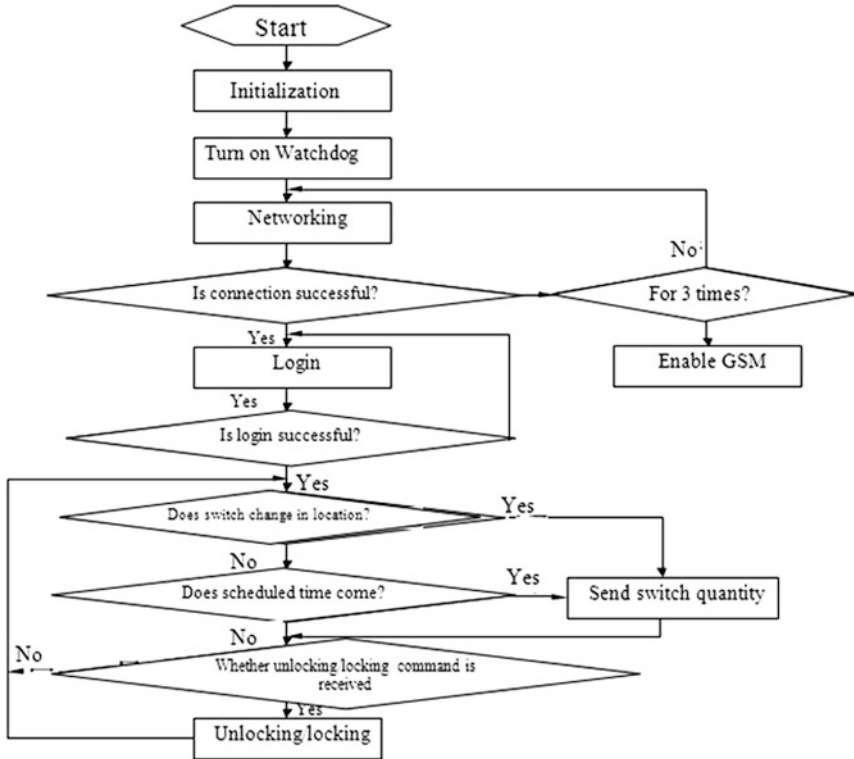 Start
Initialization
Turn on Watchdog
Networking
No
Is connection successful?
For 3 times?
Yes
Login
Enable GSM
Yes
Is login successful?
Yes
Does switch change in location?
Yes
No
Does scheduled time come?
Yes
Send switch quantity
No
No
Whether unlocking locking command is
received
Yes
Unlocking/locking